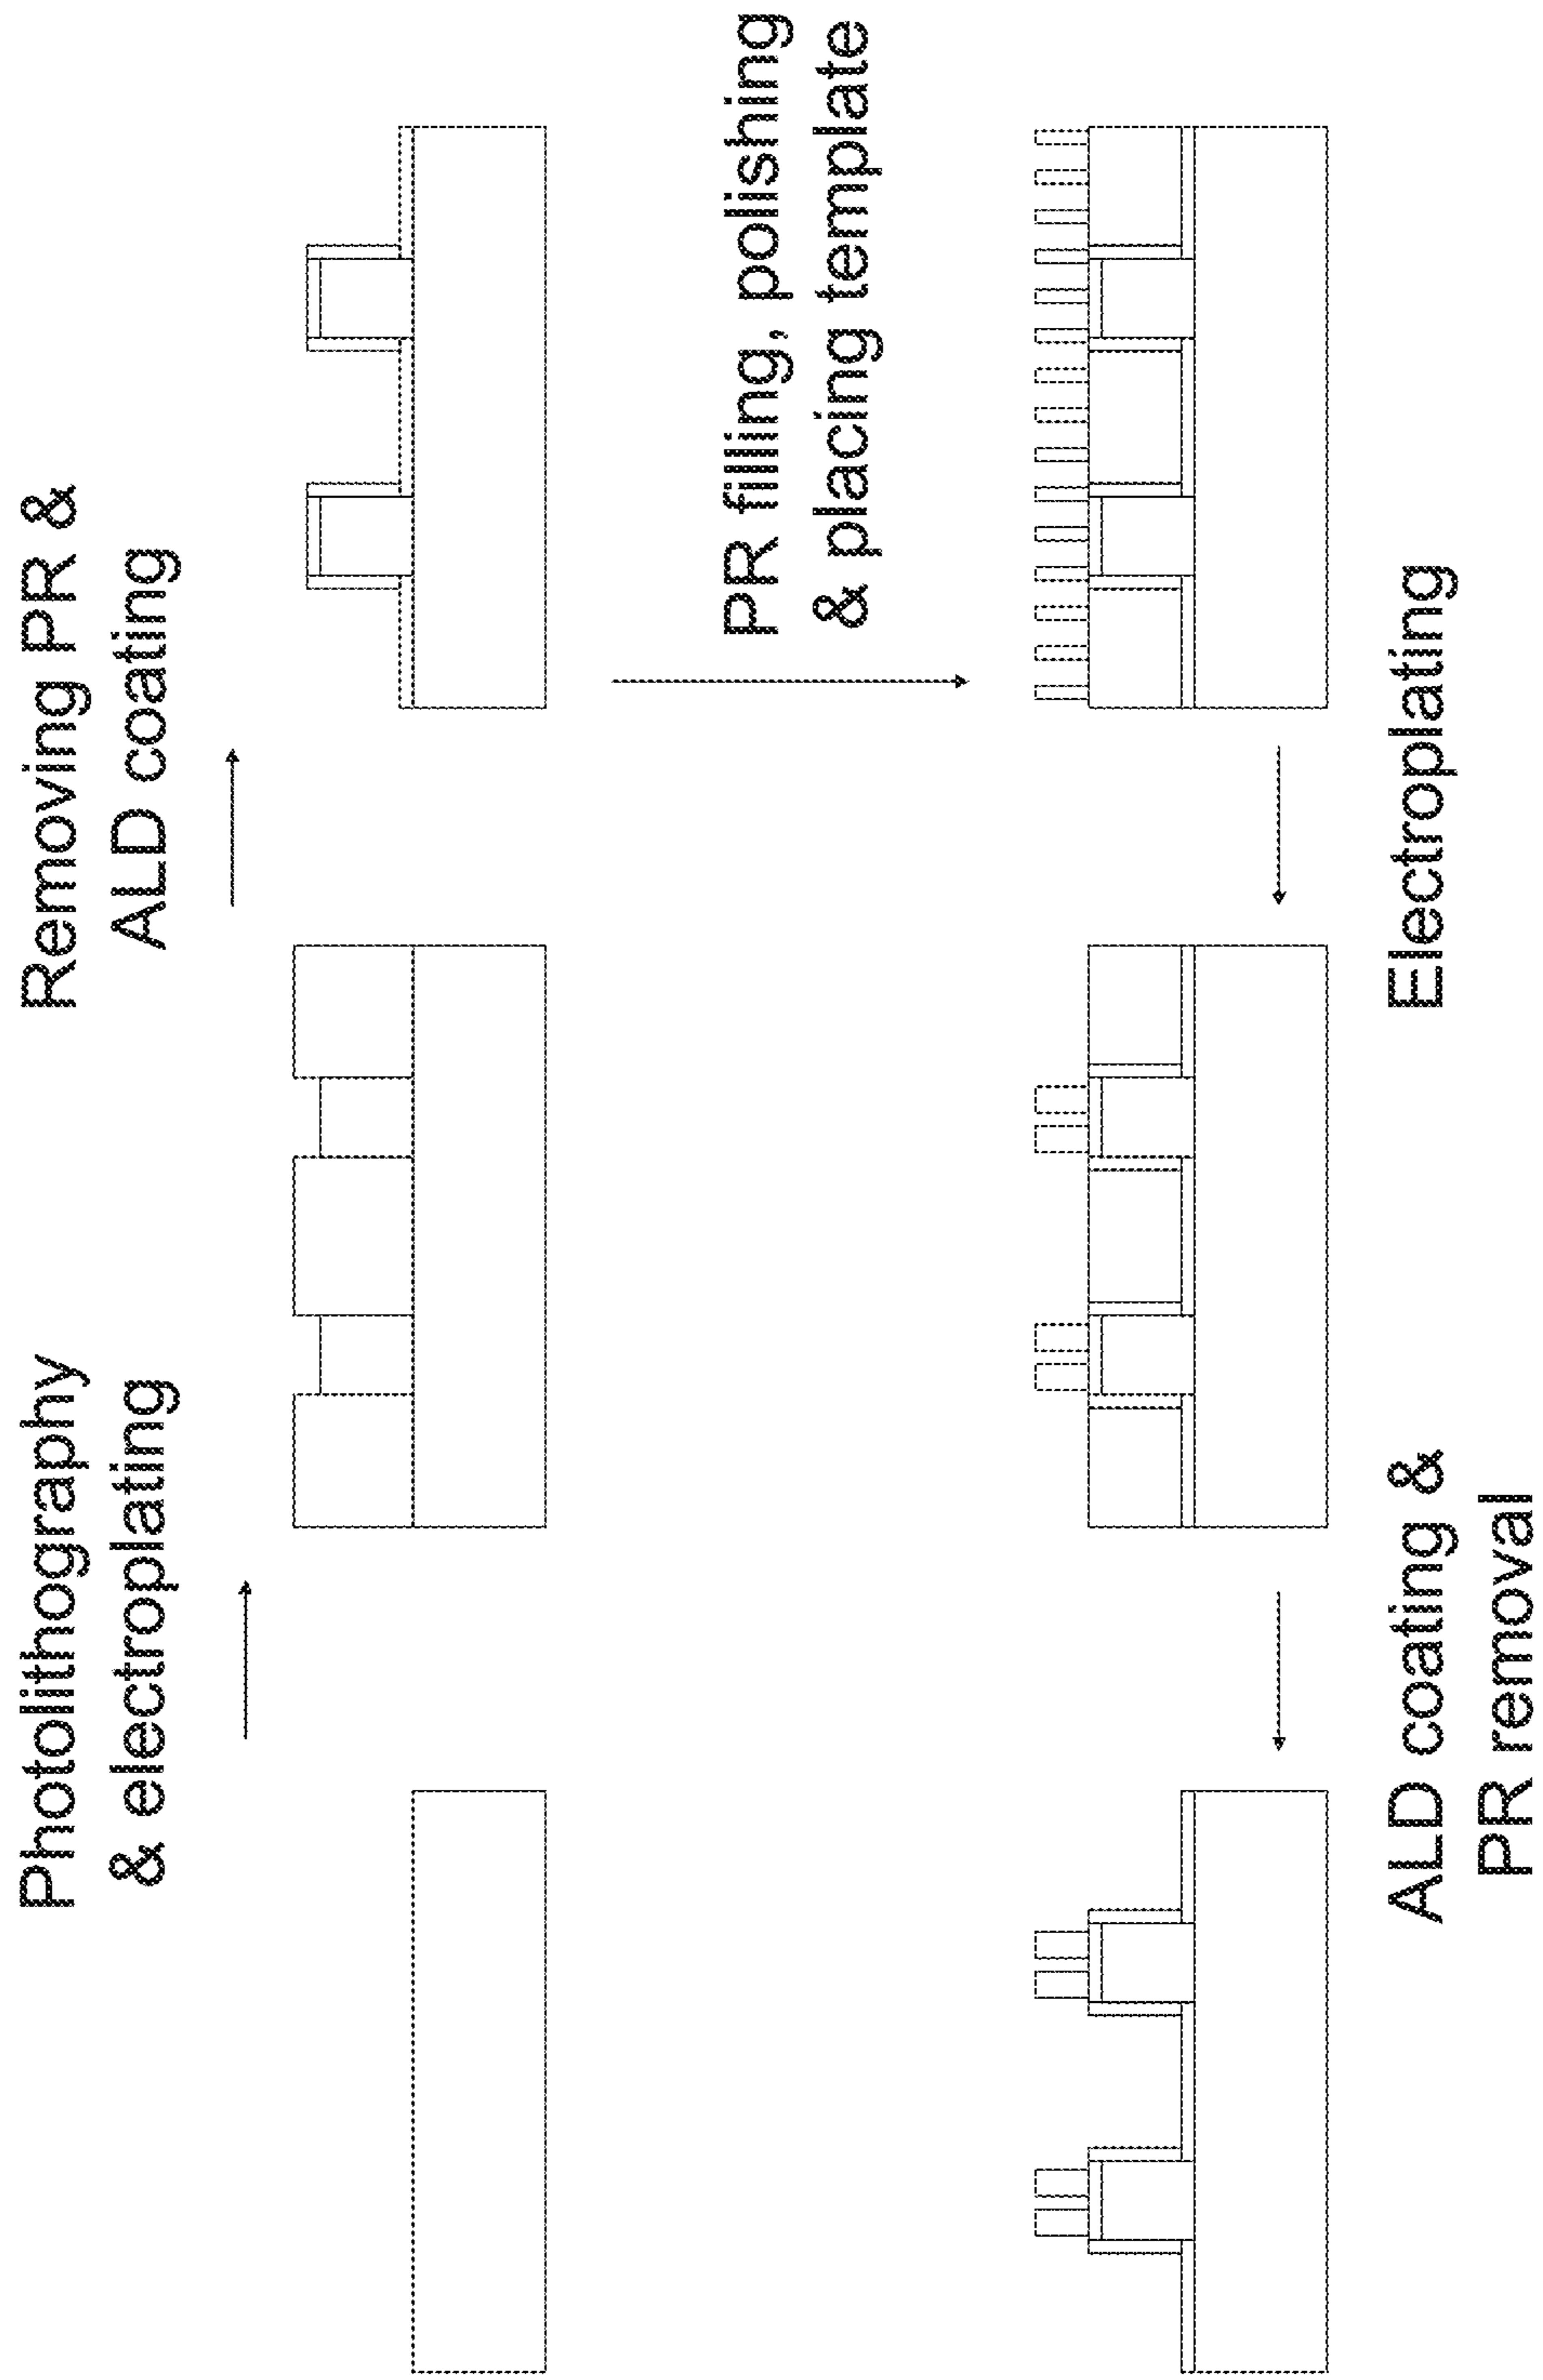 Photolithography
& electroplating
Removing PR &
ALD coating
PR filling, polishing
& placing template
Electroplating
ALD coating &
PR removal